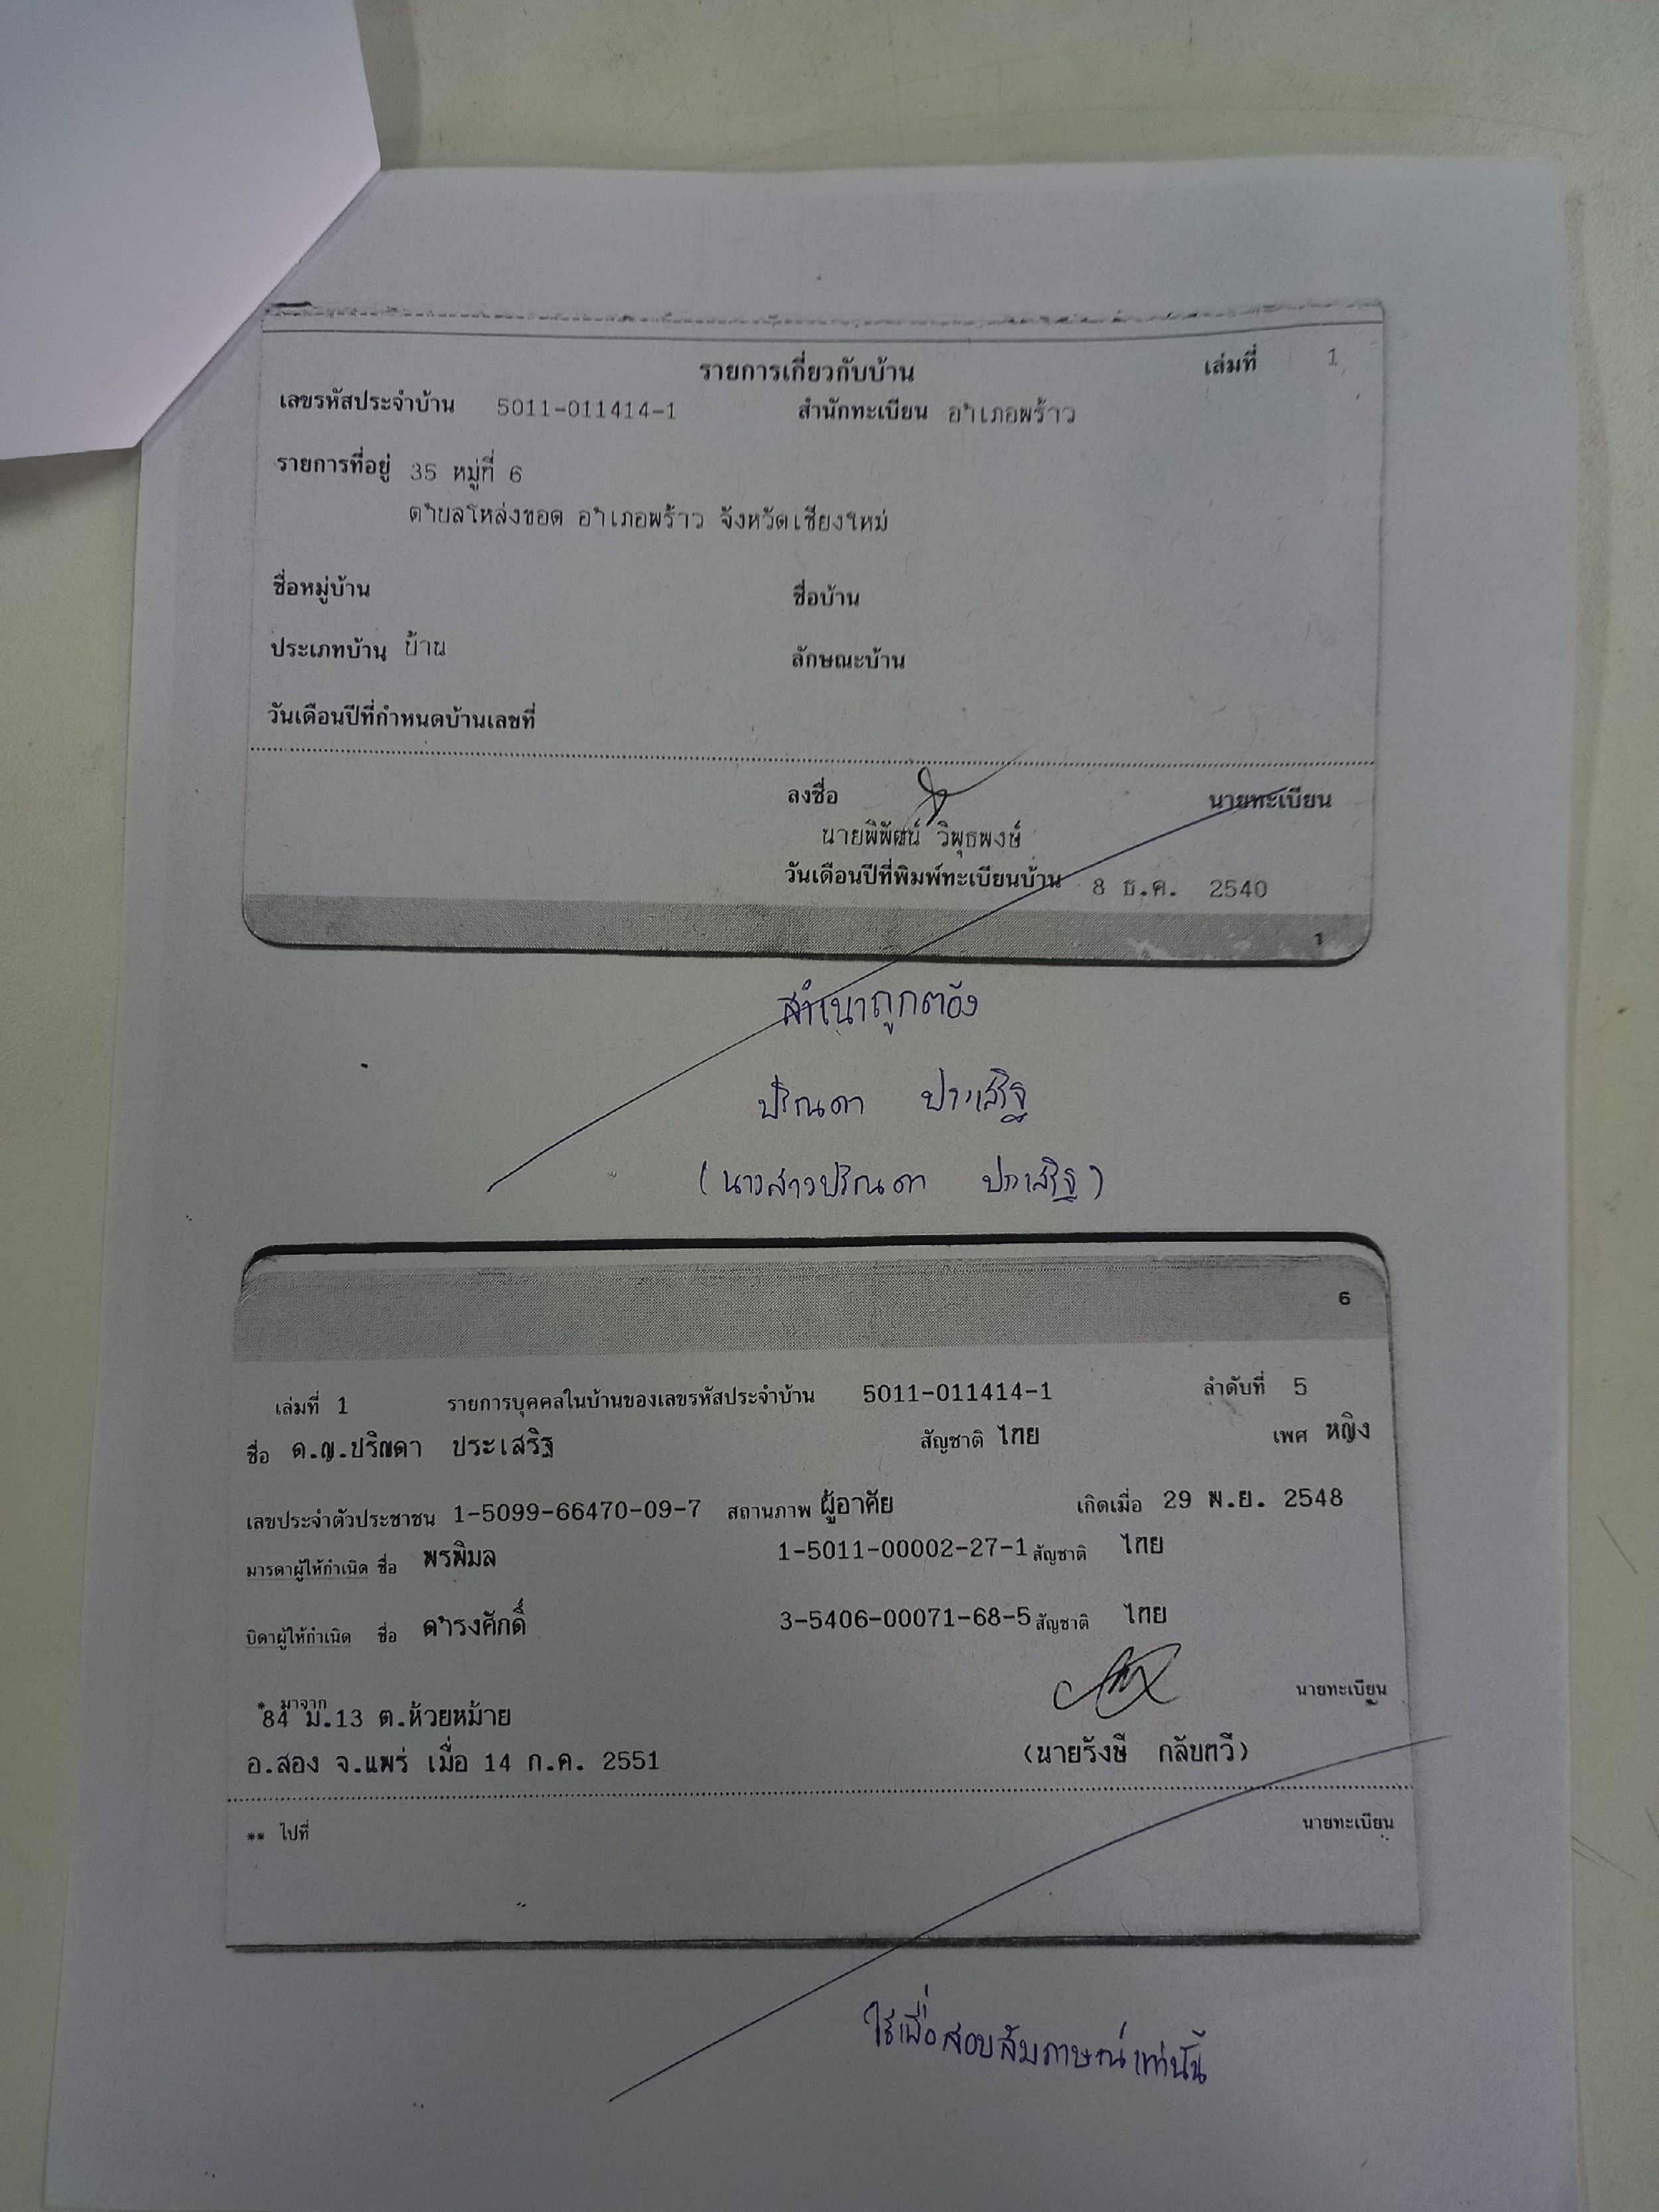 รายการเกี่ยวกับบ้าน เล่มที่ 1
เลขรหัสประจำบ้าน 5011-011414-1 สำนักทะเบียน อำเภอพร้าว
รายการที่อยู่ 35 หมู่ที่ 6
ตำบลโหล่งขอด อำเภอพร้าว จังหวัดเชียงใหม่
ชื่อหมู่บ้าน ชื่อบ้าน
ประเภทบ้าน บ้าน ลักษณะบ้าน
วันเดือนปีที่กำหนดบ้านเลขที่
ลงชื่อ นายทะเบียน
นายพิพัฒน์ วิพุธพงษ์
วันเดือนปีที่พิมพ์ทะเบียนบ้าน 8 ธ.ค. 2540
1
สำเนาถูกต้อง
ปริณดา ประเสริฐ
(นางสาวปริณดา ประเสริฐ)
6
เล่มที่ 1 รายการบุคคลในบ้านของเลขรหัสประจำบ้าน 5011-011414-1 ลำดับที่ 5
ชื่อ ด.ญ.ปริณดา ประเสริฐ สัญชาติ ไทย เพศ หญิง
เลขประจำตัวประชาชน 1-5099-66470-09-7 สถานภาพ ผู้อาศัย เกิดเมื่อ 29 พ.ย. 2548
มารดาผู้ให้กำเนิด ชื่อ พรพิมล 1-5011-00002-27-1 สัญชาติ ไทย
บิดาผู้ให้กำเนิด ชื่อ ดำรงศักดิ์ 3-5406-00071-68-5 สัญชาติ ไทย
* มาจาก นายทะเบียน
84 ม.13 ต.ห้วยหม้าย
อ.สอง จ.แพร่ เมื่อ 14 ก.ค. 2551 (นายรังษี กลับทวี)
** ไปที่ นายทะเบียน
ใช้เพื่อสอบสัมภาษณ์เท่านั้น